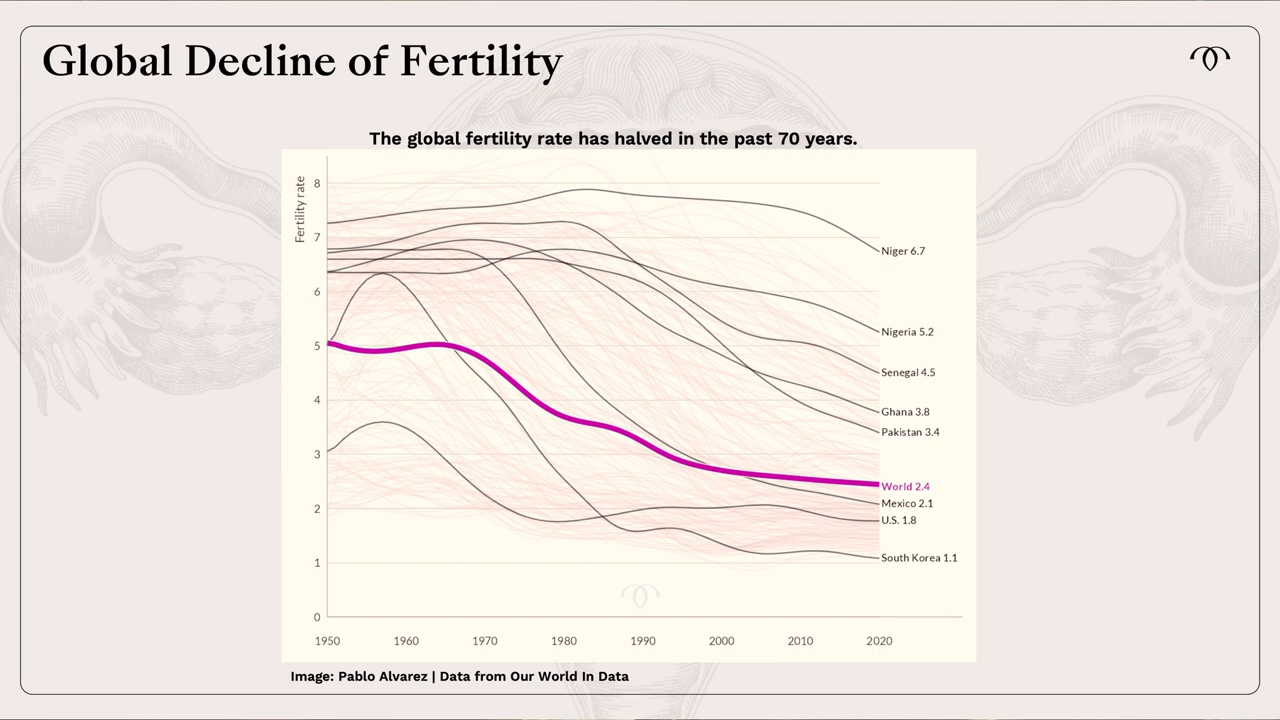 Global Decline of Fertility
The global fertility rate has halved in the past 70 years.
Fertility rate
8
7
6
5
4
3
2
1
0
Niger 6.7
Nigeria 5.2
Senegal 4.5
Ghana 3.8
Pakistan 3.4
World 2.4
Mexico 2.1
U.S. 1.8
South Korea 1.1
1950 1960 1970 1980 1990 2000 2010 2020
Image: Pablo Alvarez | Data from Our World In Data